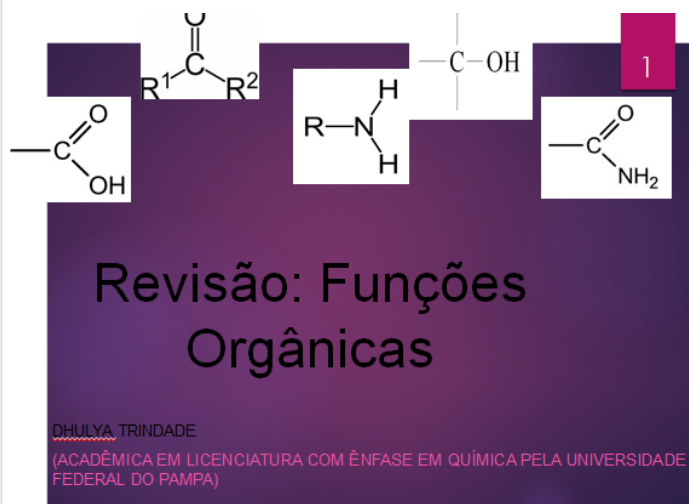 O
R¹ C R²
C OH
1
O
C
OH
H
R N
H
O
C
NH₂
Revisão: Funções
Orgânicas
DHULYA TRINDADE
(ACADÊMICA EM LICENCIATURA COM ÊNFASE EM QUÍMICA PELA UNIVERSIDADE
FEDERAL DO PAMPA)